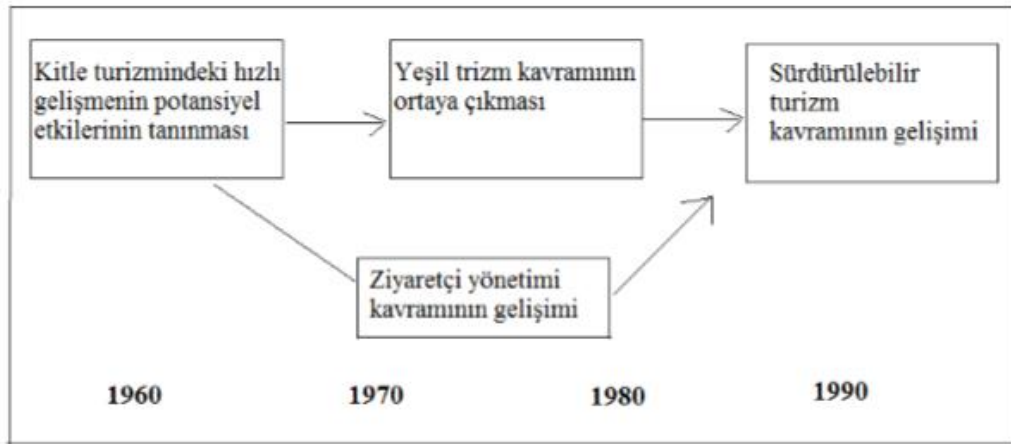 Kitle turizmindeki hızlı
gelişmenin potansiyel
etkilerinin tanınması
Yeşil trizm kavramının
ortaya çıkması
Sürdürülebilir
turizm
kavramının gelişimi
Ziyaretçi yönetimi
kavramının gelişimi
1960
1970
1980
1990